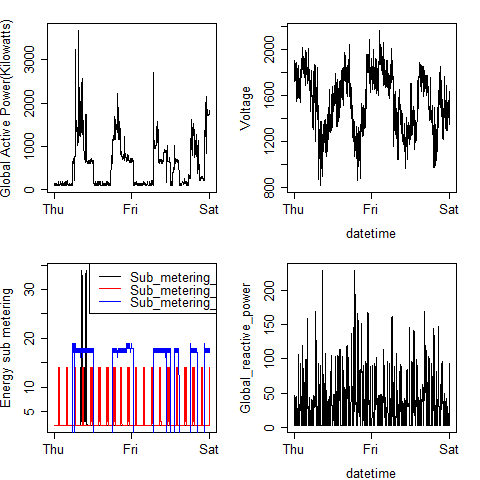 Global Active Power(Kilowatts)
0
1000
2000
3000
Thu
Fri
Sat
Voltage
800
1200
1600
2000
Thu
Fri
Sat
datetime
Energy sub metering
5
10
20
30
Sub_metering_
Sub_metering_
Sub_metering_
Thu
Fri
Sat
Global_reactive_power
0
50
100
150
200
Thu
Fri
Sat
datetime